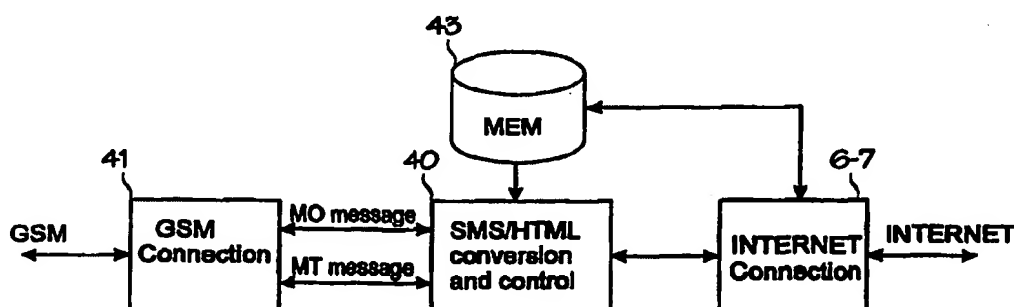 43
MEM
41
40
6-7
GSM
GSM
Connection
MO message
MT message
SMS/HTML
conversion
and control
INTERNET
Connection
INTERNET